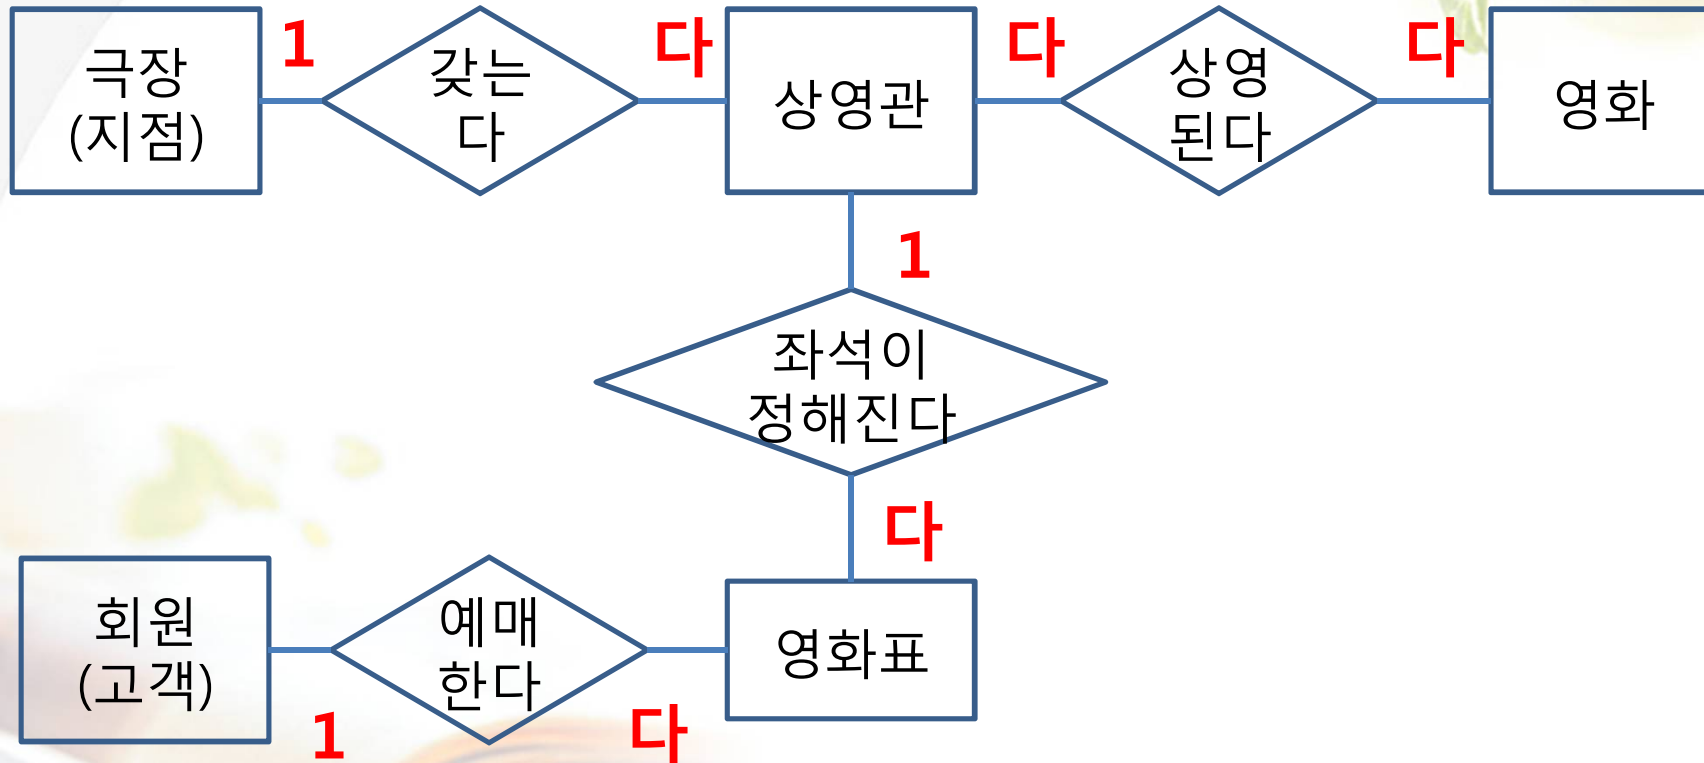 극장
(지점)
1
갖는
다
다
상영관
다
상영
된다
다
영화
1
좌석이
정해진다
다
회원
(고객)
1
예매
한다
다
영화표